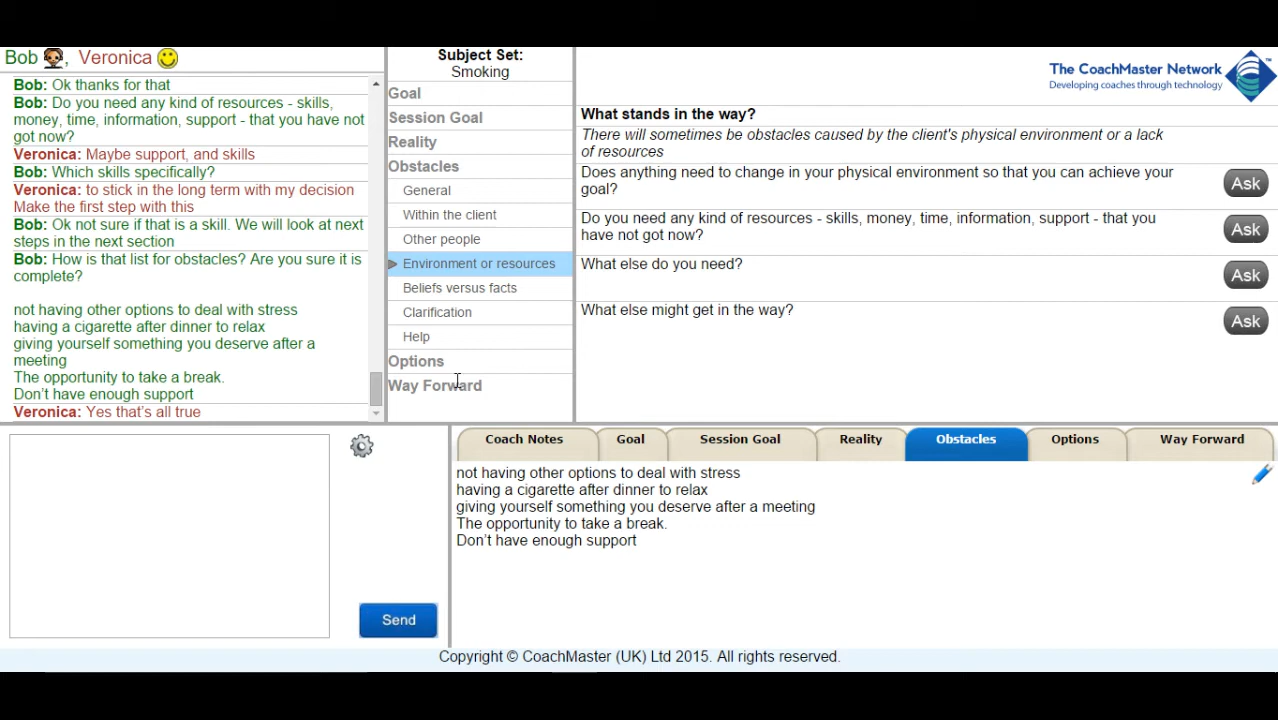 Bob , Veronica
Bob: Ok thanks for that
Bob: Do you need any kind of resources - skills,
money, time, information, support - that you have not
got now?
Veronica: Maybe support, and skills
Bob: Which skills specifically?
Veronica: to stick in the long term with my decision
Make the first step with this
Bob: Ok not sure if that is a skill. We will look at next
steps in the next section
Bob: How is that list for obstacles? Are you sure it is
complete?
not having other options to deal with stress
having a cigarette after dinner to relax
giving yourself something you deserve after a
meeting
The opportunity to take a break.
Don't have enough support
Veronica: Yes that's all true
Subject Set:
Smoking
Goal
Session Goal
Reality
Obstacles
General
Within the client
Other people
Environment or resources
Beliefs versus facts
Clarification
Help
Options
Way Forward
The CoachMaster Network
TM
Developing coaches through technology
What stands in the way?
There will sometimes be obstacles caused by the client's physical environment or a lack
of resources
Does anything need to change in your physical environment so that you can achieve your
goal?
Ask
Do you need any kind of resources - skills, money, time, information, support - that you
have not got now?
Ask
What else do you need?
Ask
What else might get in the way?
Ask
Send
Coach Notes
Goal
Session Goal
Reality
Obstacles
Options
Way Forward
not having other options to deal with stress
having a cigarette after dinner to relax
giving yourself something you deserve after a meeting
The opportunity to take a break.
Don't have enough support
Copyright © CoachMaster (UK) Ltd 2015. All rights reserved.